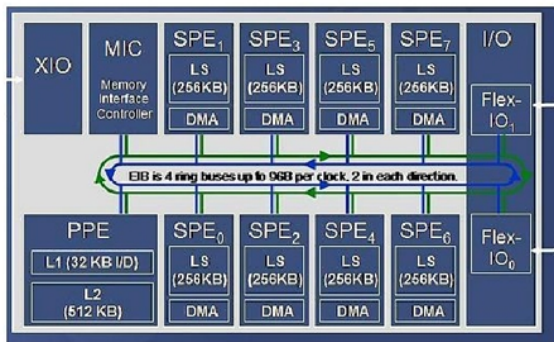 XIO
MIC
Memory
Interface
Controller
SPE1
LS
(256KB)
DMA
SPE3
LS
(256KB)
DMA
SPE5
LS
(256KB)
DMA
SPE7
LS
(256KB)
DMA
I/O
Flex-
IO1
EIB is 4 ring buses up to 96B per clock. 2 in each direction.
PPE
L1 (32 KB I/D)
L2
(512 KB)
SPE0
LS
(256KB)
DMA
SPE2
LS
(256KB)
DMA
SPE4
LS
(256KB)
DMA
SPE6
LS
(256KB)
DMA
Flex-
IO0